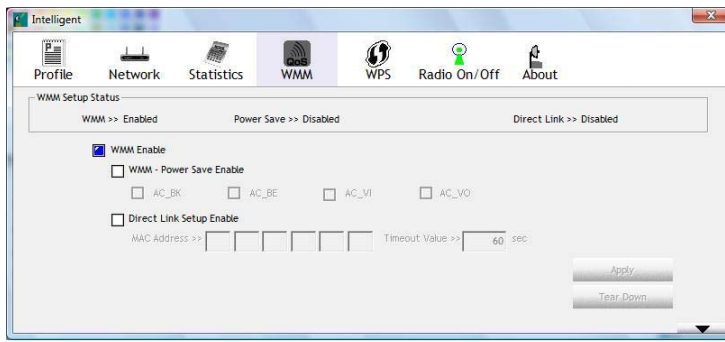 Intelligent
QoS
Profile Network Statistics WMM WPS Radio On/Off About
WMM Setup Status
WMM >> Enabled Power Save >> Disabled Direct Link >> Disabled
WMM Enable
WMM - Power Save Enable
AC_BK AC_BE AC_VI AC_VO
Direct Link Setup Enable
MAC Address >> Timeout Value >> 60 sec
Apply
Tear Down